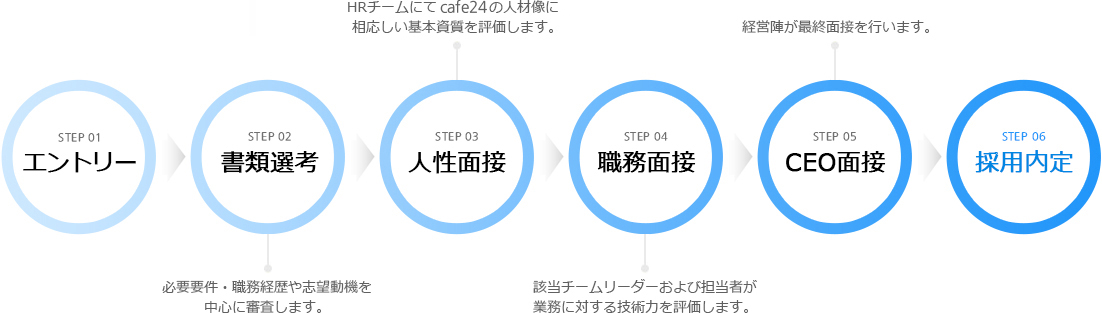 HRチームにて cafe24の人材像に
相応しい基本資質を評価します。
経営陣が最終面接を行います。
STEP 01
エントリー
STEP 02
書類選考
STEP 03
人性面接
STEP 04
職務面接
STEP 05
CEO面接
STEP 06
採用内定
必要要件・職務経歴や志望動機を
中心に審査します。
該当チームリーダーおよび担当者が
業務に対する技術力を評価します。